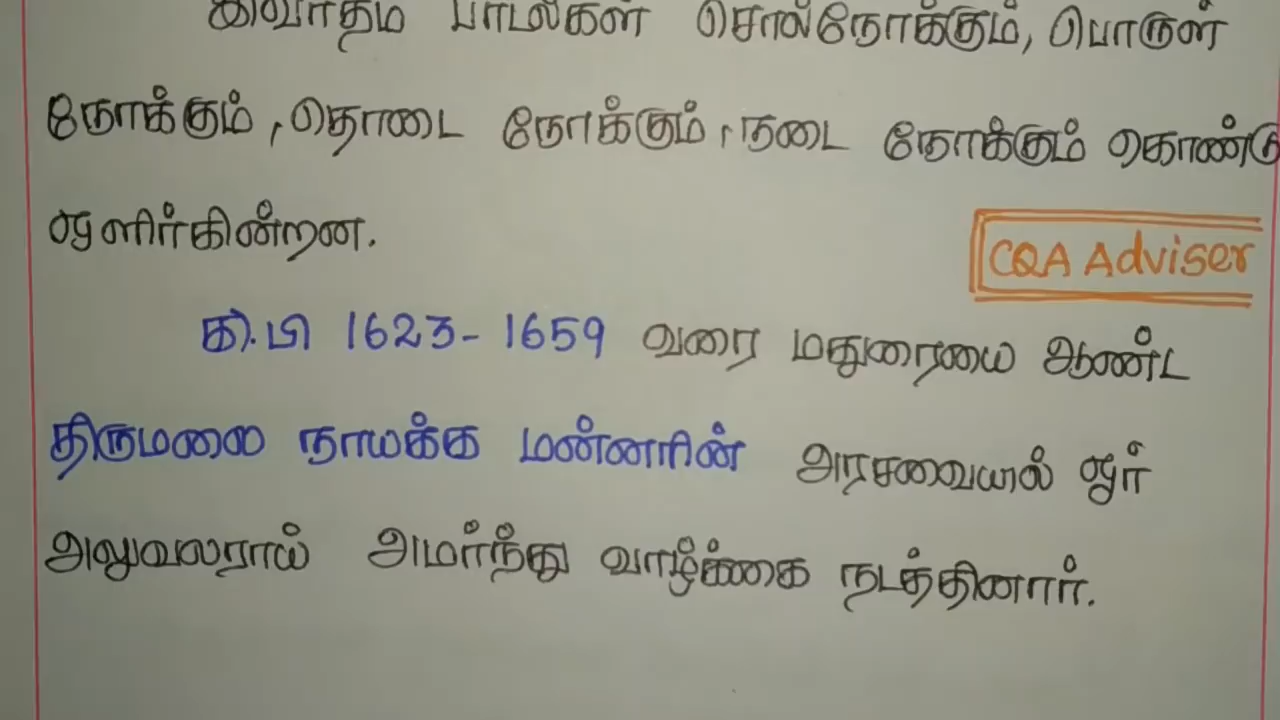 பாடல்கள் சொல்நோக்கும், பொருள்
நோக்கும், தொடை நோக்கும், நடை நோக்கும் கொண்டு
ஒளிர்கின்றன.
CQA Adviser
கி.பி 1623- 1659 வரை மதுரையை ஆண்ட
திருமலை நாயக்க மன்னரின் அரசவையில் ஓர்
அலுவலராய் அமர்ந்து வாழ்க்கை நடத்தினார்.